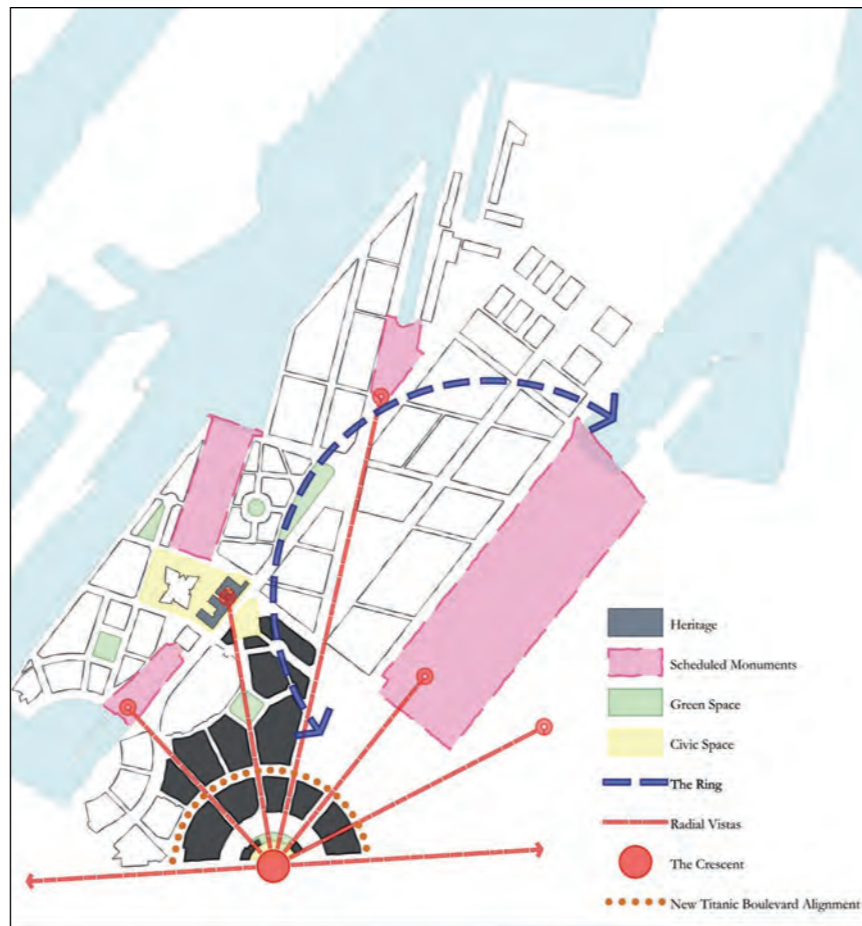 Heritage
Scheduled Monuments
Green Space
Civic Space
The Ring
Radial Vistas
The Crescent
New Titanic Boulevard Alignment